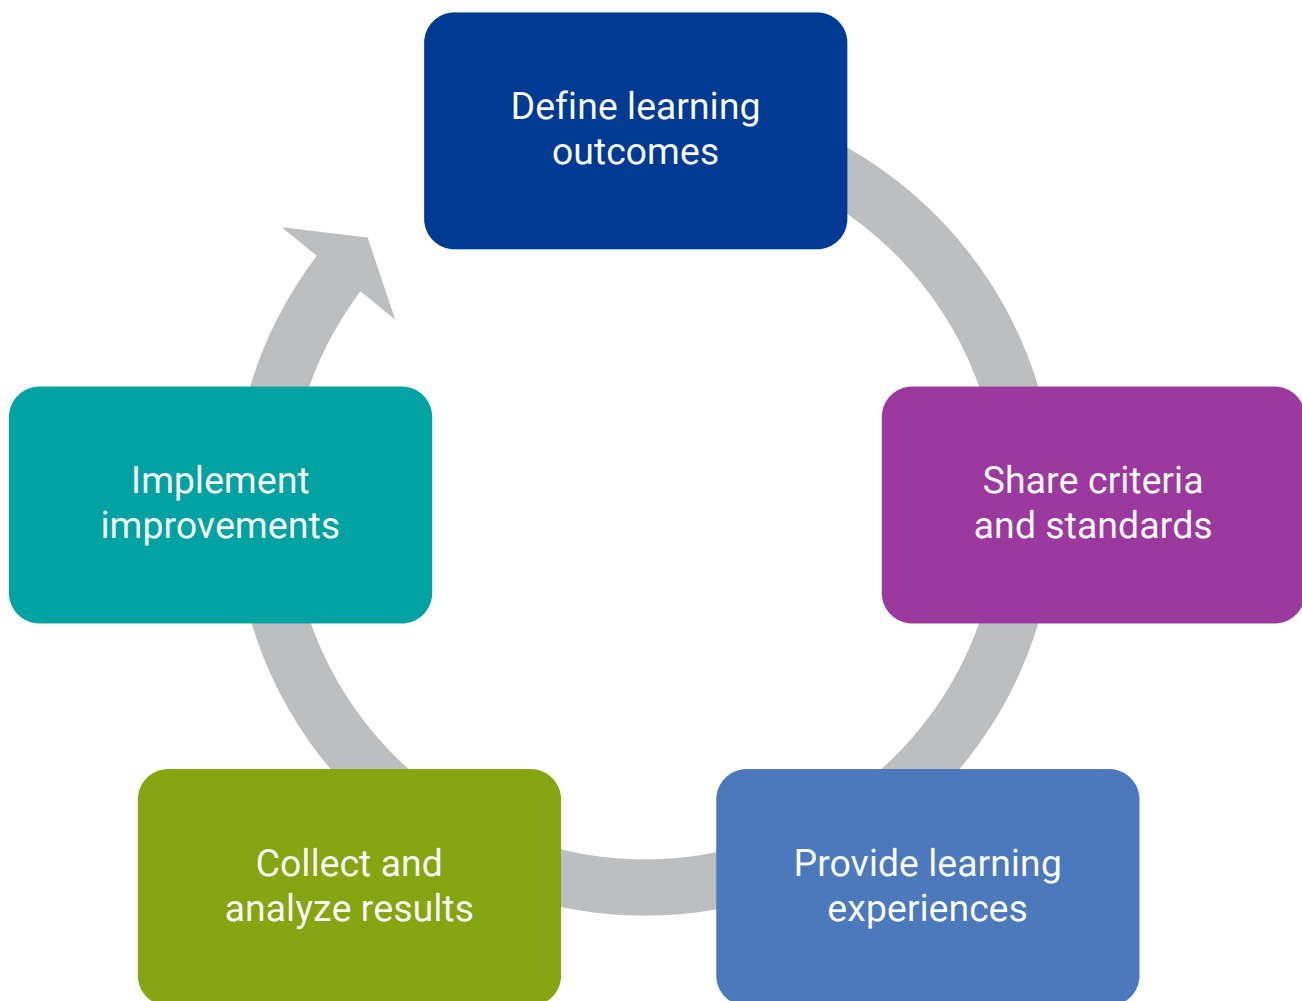 Define learning
outcomes
Share criteria
and standards
Provide learning
experiences
Collect and
analyze results
Implement
improvements